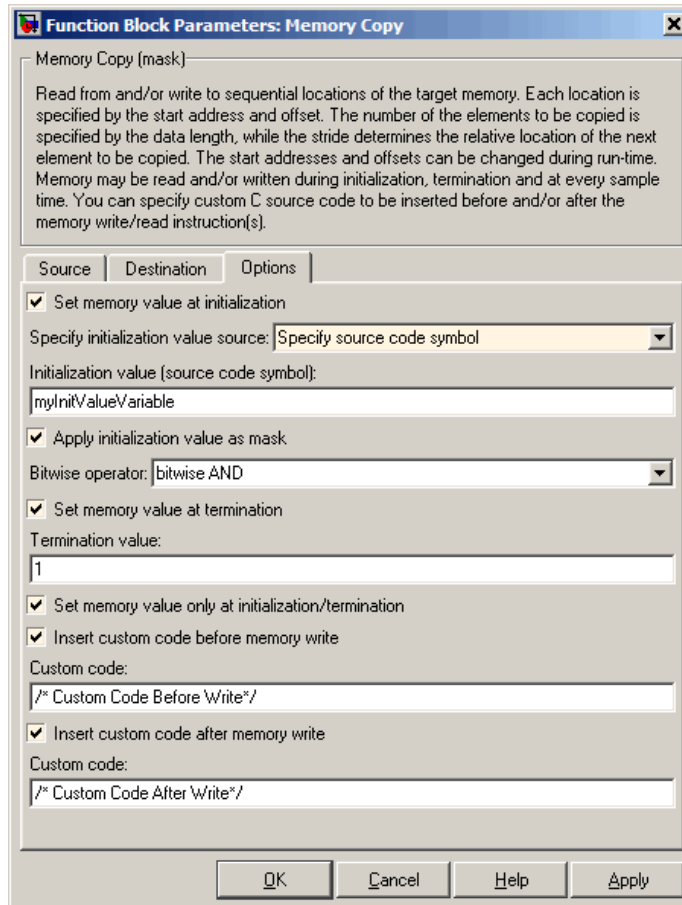 Function Block Parameters: Memory Copy
Memory Copy (mask)
Read from and/or write to sequential locations of the target memory. Each location is
specified by the start address and offset. The number of the elements to be copied is
specified by the data length, while the stride determines the relative location of the next
element to be copied. The start addresses and offsets can be changed during run-time.
Memory may be read and/or written during initialization, termination and at every sample
time. You can specify custom C source code to be inserted before and/or after the
memory write/read instruction(s).
Source Destination Options
Set memory value at initialization
Specify initialization value source: Specify source code symbol
Initialization value (source code symbol):
myInitValueVariable
Apply initialization value as mask
Bitwise operator: bitwise AND
Set memory value at termination
Termination value:
1
Set memory value only at initialization/termination
Insert custom code before memory write
Custom code:
/* Custom Code Before Write*/
Insert custom code after memory write
Custom code:
/* Custom Code After Write*/
OK Cancel Help Apply